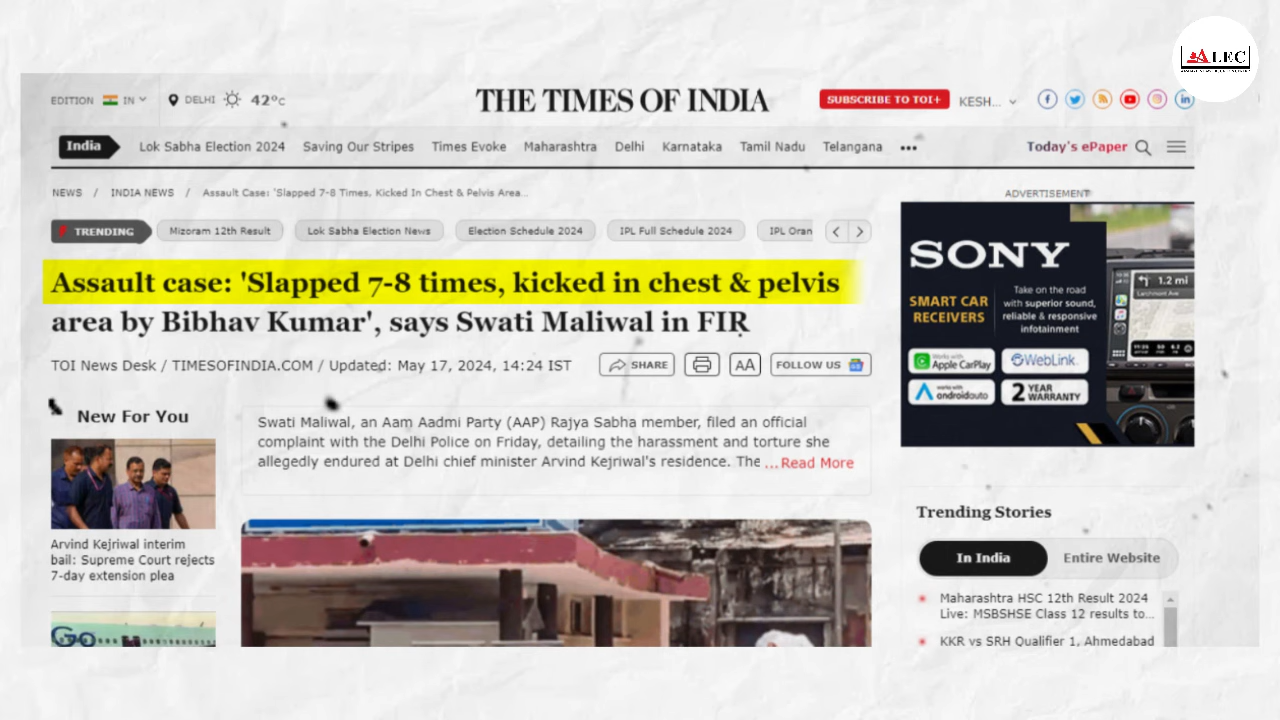 ALEC
EDITION IN DELHI 42°C
THE TIMES OF INDIA
SUBSCRIBE TO TOI+ KESH...
India Lok Sabha Election 2024 Saving Our Stripes Times Evoke Maharashtra Delhi Karnataka Tamil Nadu Telangana ••• Today's ePaper
NEWS / INDIA NEWS / Assault Case: 'Slapped 7-8 Times, Kicked In Chest & Pelvis Area...
TRENDING Mizoram 12th Result Lok Sabha Election News Election Schedule 2024 IPL Full Schedule 2024 IPL Oran
Assault case: 'Slapped 7-8 times, kicked in chest & pelvis
area by Bibhav Kumar', says Swati Maliwal in FIR
TOI News Desk / TIMESOFINDIA.COM / Updated: May 17, 2024, 14:24 IST SHARE AA FOLLOW US
New For You
Arvind Kejriwal interim
bail: Supreme Court rejects
7-day extension plea
Go
Swati Maliwal, an Aam Aadmi Party (AAP) Rajya Sabha member, filed an official
complaint with the Delhi Police on Friday, detailing the harassment and torture she
allegedly endured at Delhi chief minister Arvind Kejriwal's residence. The ...Read More
ADVERTISEMENT
SONY
SMART CAR
RECEIVERS
Take on the road
with superior sound,
reliable & responsive
infotainment
Works with
Apple CarPlay
WebLink
works with
androidauto
2 YEAR
WARRANTY
1.2 mi
Larchmont Ave
Trending Stories
In India Entire Website
Maharashtra HSC 12th Result 2024
Live: MSBSHSE Class 12 results to...
KKR vs SRH Qualifier 1, Ahmedabad